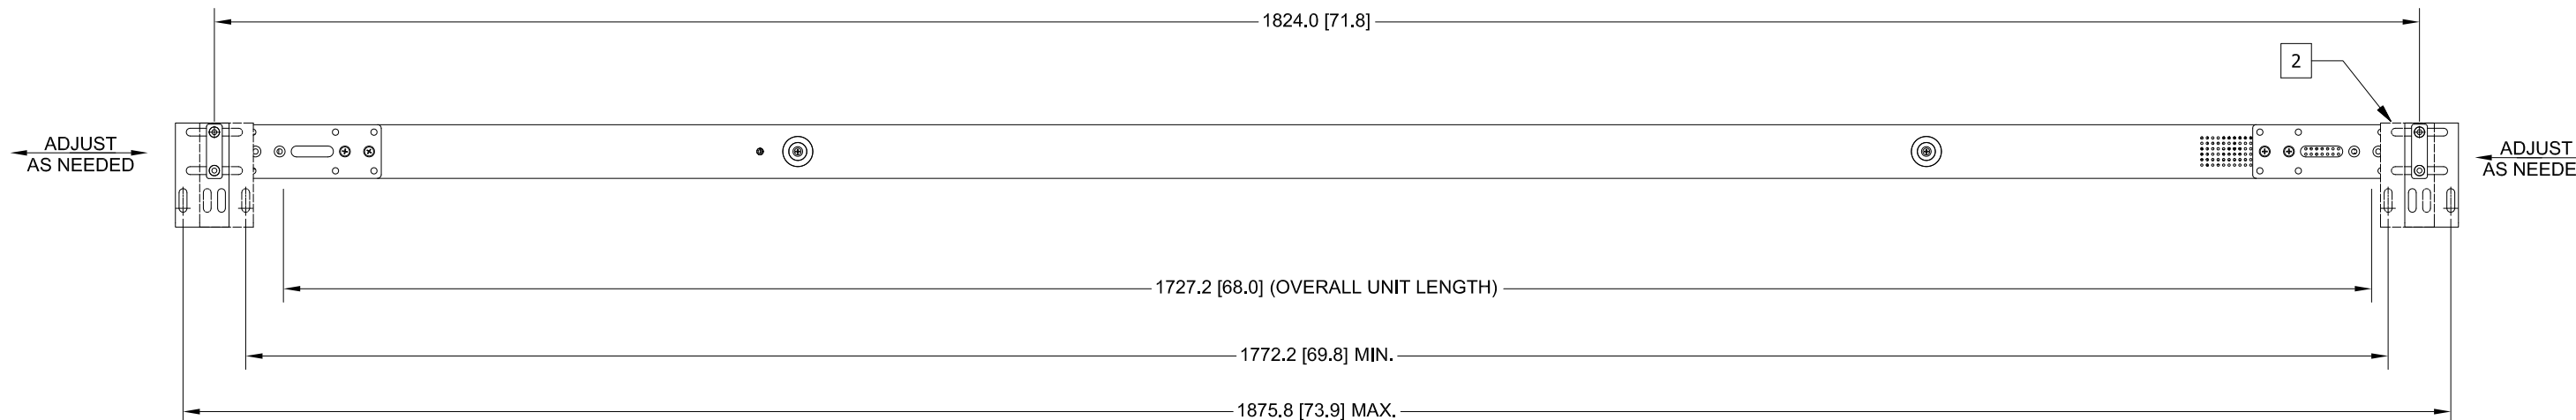 1824.0 [71.8]
2
ADJUST
AS NEEDED
ADJUST
AS NEEDE
1727.2 [68.0] (OVERALL UNIT LENGTH)
1772.2 [69.8] MIN.
1875.8 [73.9] MAX.